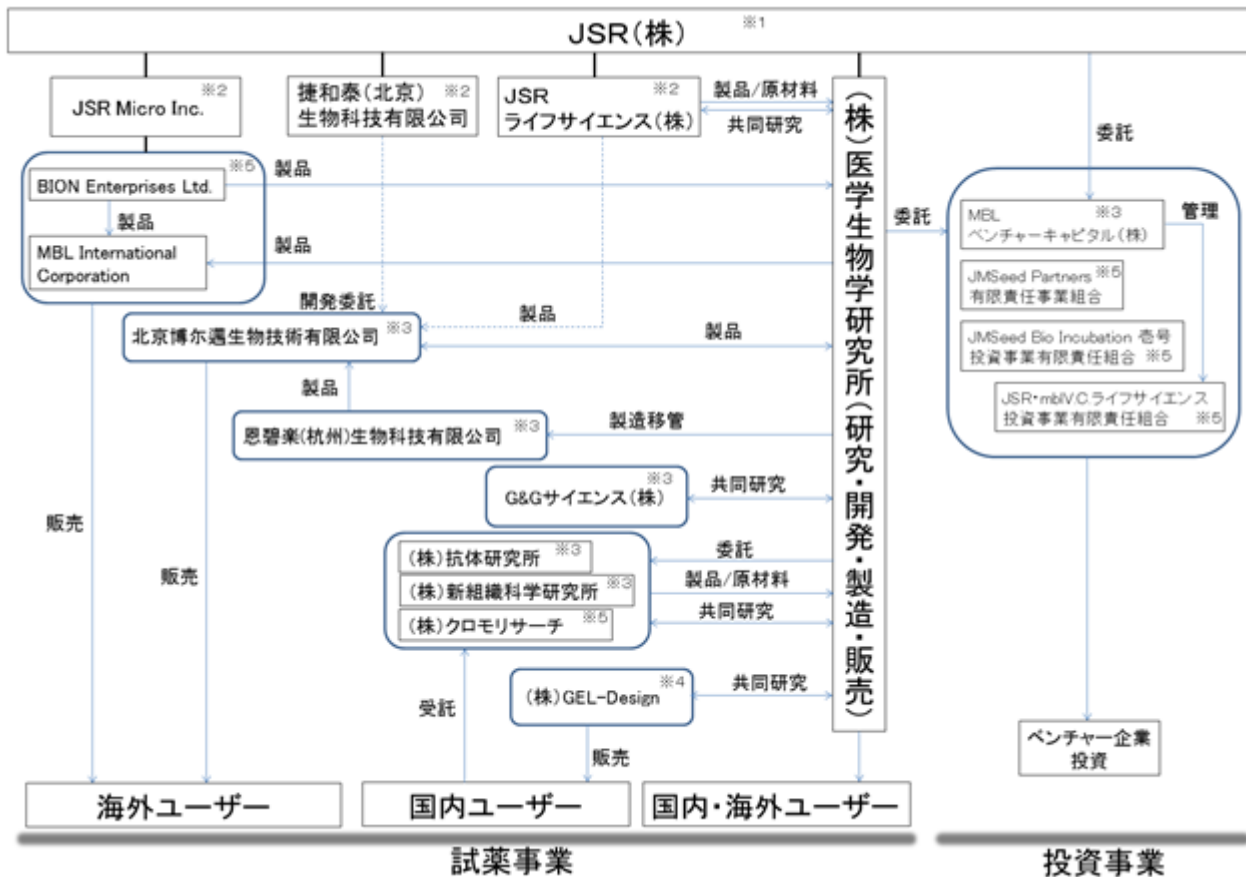 JSR(株) ※1
JSR Micro Inc. ※2
捷和泰(北京) ※2
生物科技有限公司
JSR ※2
ライフサイエンス(株)
製品/原材料
共同研究
(株)医学生物学研究所(研究・開発・製造・販売)
委託
※5
BION Enterprises Ltd.
製品
製品
MBL International
Corporation
製品
委託
MBL ※3
ベンチャーキャピタル(株)
管理
JMSeed Partners ※5
有限責任事業組合
JMSeed Bio Incubation 壱号
投資事業有限責任組合 ※5
JSR・mblV.C.ライフサイエンス
投資事業有限責任組合 ※5
開発委託
製品
北京博尔邁生物技術有限公司 ※3
製品
製品
恩碧楽(杭州)生物科技有限公司 ※3
製造移管
G&Gサイエンス(株) ※3
共同研究
販売
販売
(株)抗体研究所 ※3
(株)新組織科学研究所 ※3
(株)クロモリサーチ ※5
委託
製品/原材料
共同研究
(株)GEL-Design ※4
共同研究
受託
販売
ベンチャー企業
投資
海外ユーザー
国内ユーザー
国内・海外ユーザー
試薬事業
投資事業